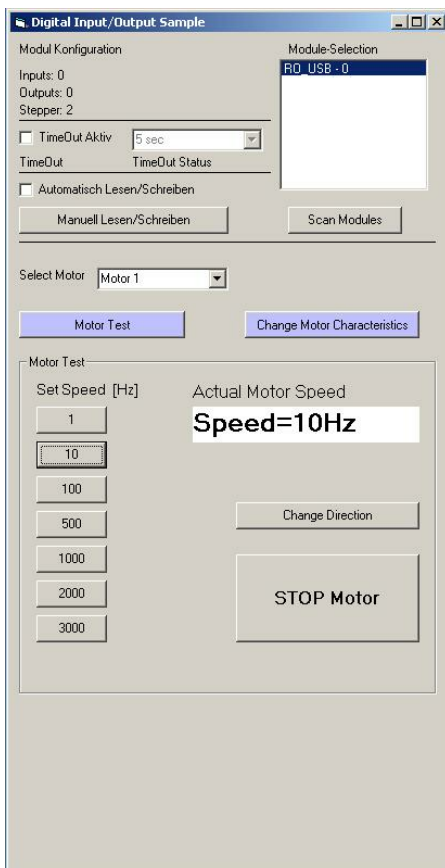 Digital Input/Output Sample
Modul Konfiguration
Module-Selection
RO_USB - 0
Inputs: 0
Outputs: 0
Stepper: 2
TimeOut Aktiv
5 sec
TimeOut
TimeOut Status
Automatisch Lesen/Schreiben
Manuell Lesen/Schreiben
Scan Modules
Select Motor
Motor 1
Motor Test
Change Motor Characteristics
Motor Test
Set Speed [Hz]
Actual Motor Speed
1
Speed=10Hz
10
100
500
Change Direction
1000
2000
STOP Motor
3000